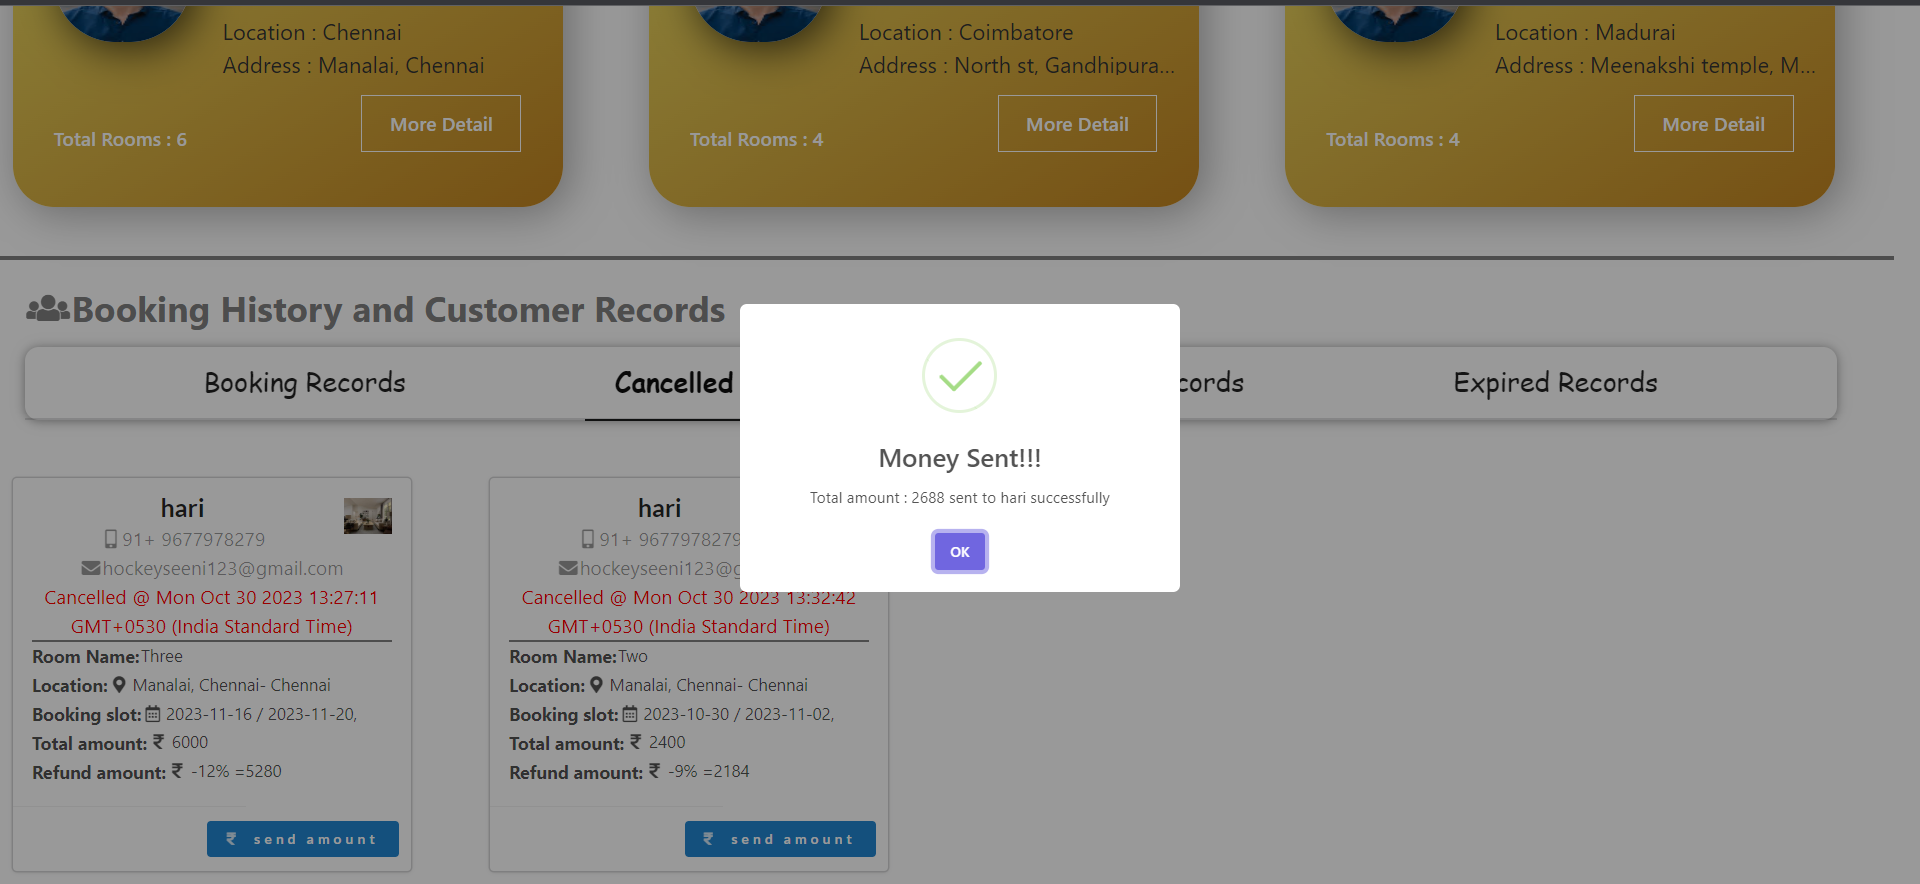 Location : Chennai
Address : Manalai, Chennai
Total Rooms : 6
More Detail
Location : Coimbatore
Address : North st, Gandhipura...
Total Rooms : 4
More Detail
Location : Madurai
Address : Meenakshi temple, M...
Total Rooms : 4
More Detail
Booking History and Customer Records
Booking Records
Cancelled
cords
Expired Records
Money Sent!!!
Total amount : 2688 sent to hari successfully
OK
hari
91+ 9677978279
hockeyseeni123@gmail.com
Cancelled @ Mon Oct 30 2023 13:27:11
GMT+0530 (India Standard Time)
Room Name:Three
Location: Manalai, Chennai- Chennai
Booking slot: 2023-11-16 / 2023-11-20,
Total amount: ₹ 6000
Refund amount: ₹ -12% =5280
₹ send amount
hari
91+ 9677978279
hockeyseeni123@g
Cancelled @ Mon Oct 30 2023 13:32:42
GMT+0530 (India Standard Time)
Room Name:Two
Location: Manalai, Chennai- Chennai
Booking slot: 2023-10-30 / 2023-11-02,
Total amount: ₹ 2400
Refund amount: ₹ -9% =2184
₹ send amount